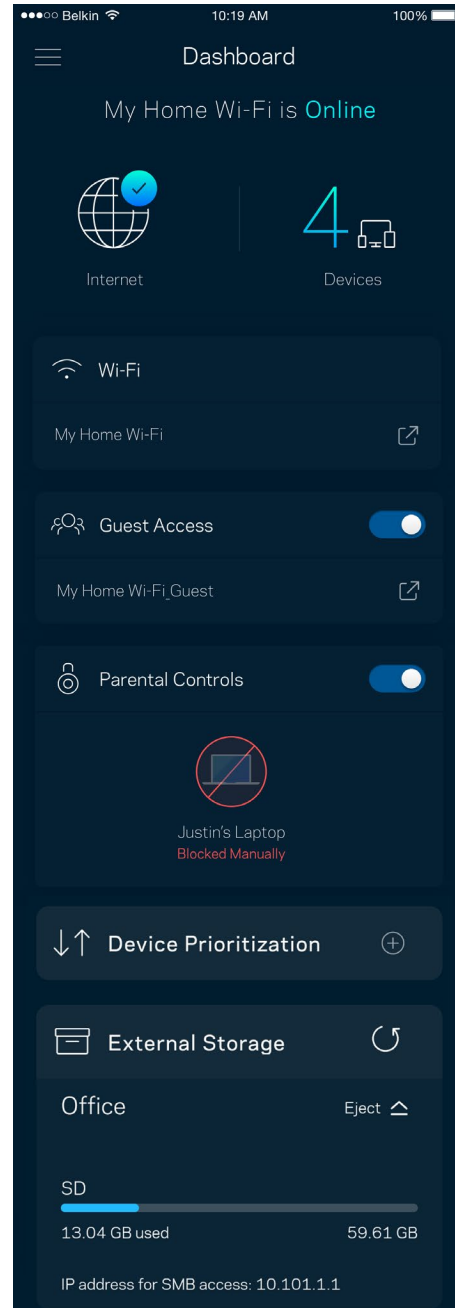 Belkin 10:19 AM 100%
Dashboard
My Home Wi-Fi is Online
4
Internet Devices
Wi-Fi
My Home Wi-Fi
Guest Access
My Home Wi-Fi_Guest
Parental Controls
Justin's Laptop
Blocked Manually
Device Prioritization
External Storage
Office Eject
SD
13.04 GB used 59.61 GB
IP address for SMB access: 10.101.1.1